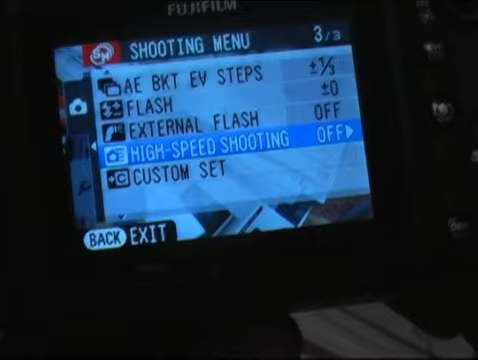 FUJIFILM
SHOOTING MENU 3/3
AE BKT EV STEPS ±1/3
FLASH ±0
EXTERNAL FLASH OFF
HIGH-SPEED SHOOTING OFF
C CUSTOM SET
BACK EXIT